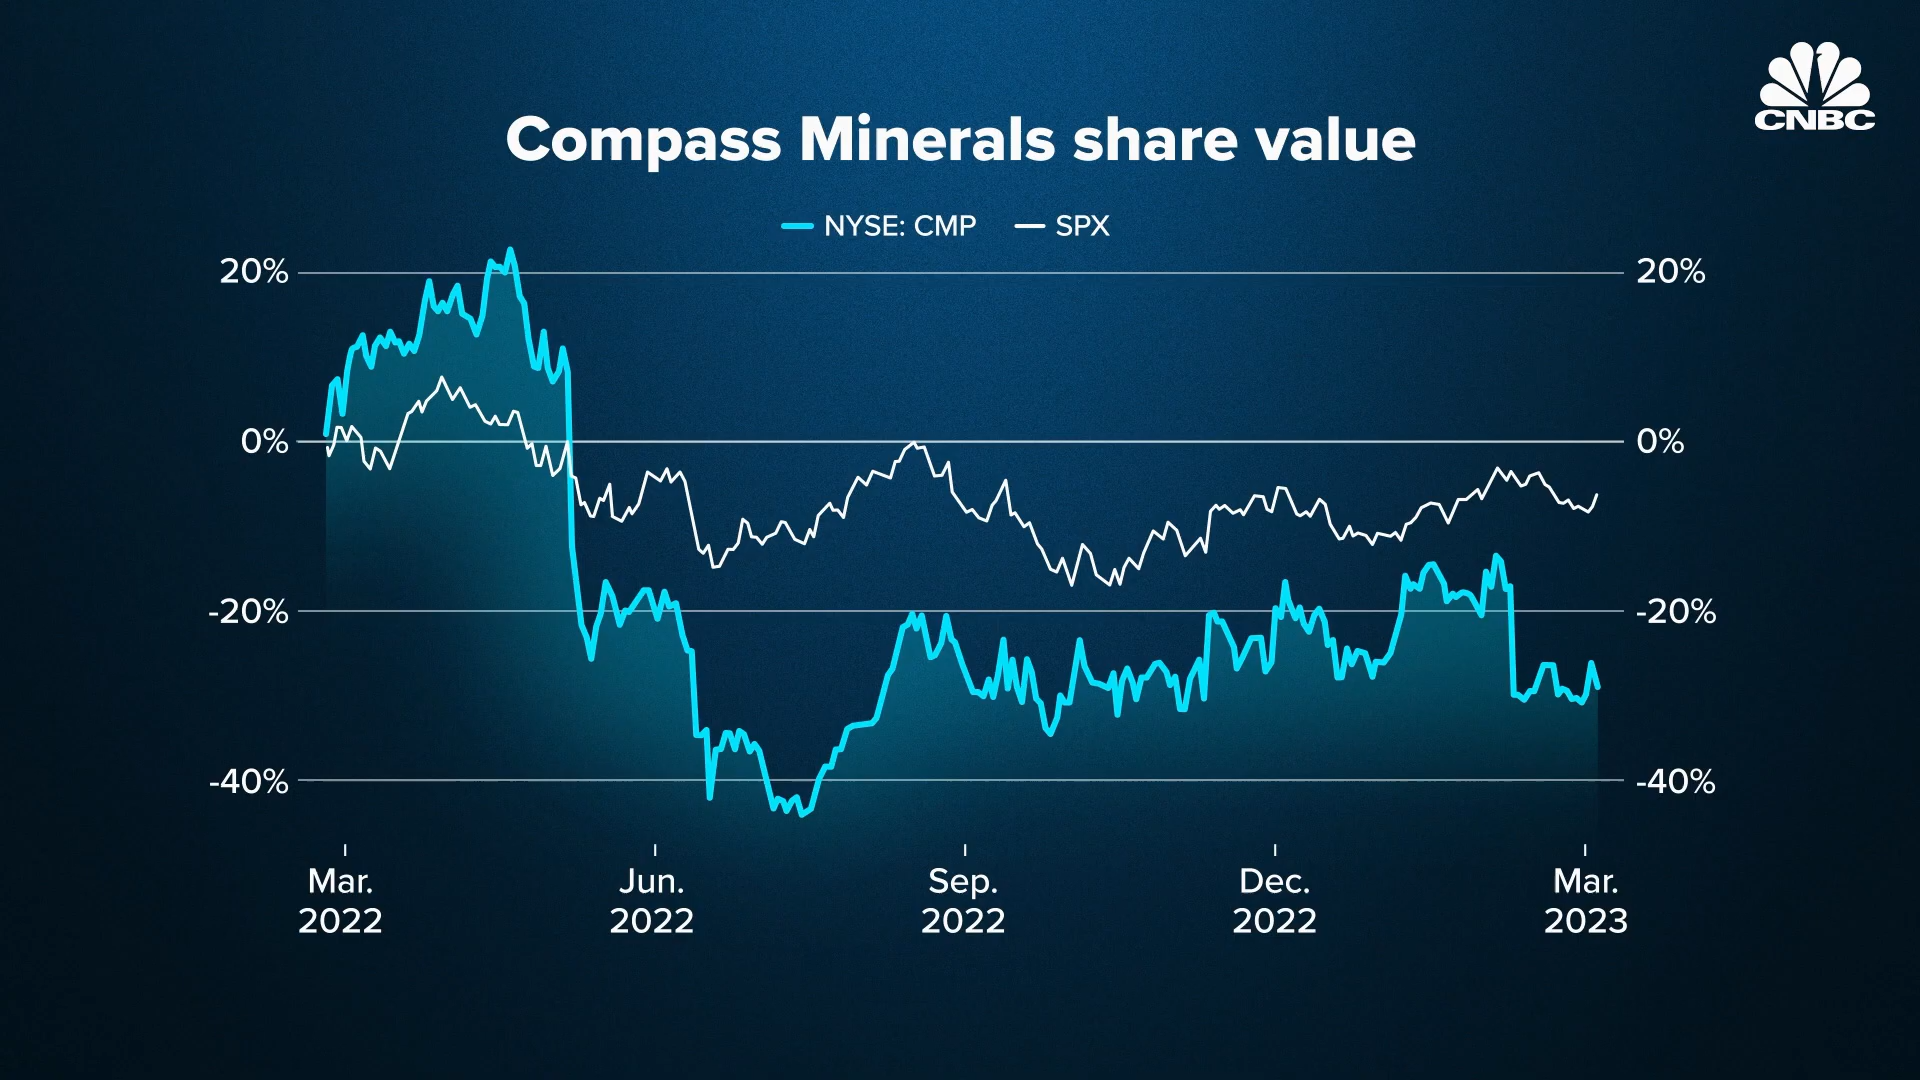 CNBC
Compass Minerals share value
NYSE: CMP SPX
20% 20%
0% 0%
-20% -20%
-40% -40%
Mar. Jun. Sep. Dec. Mar.
2022 2022 2022 2022 2023